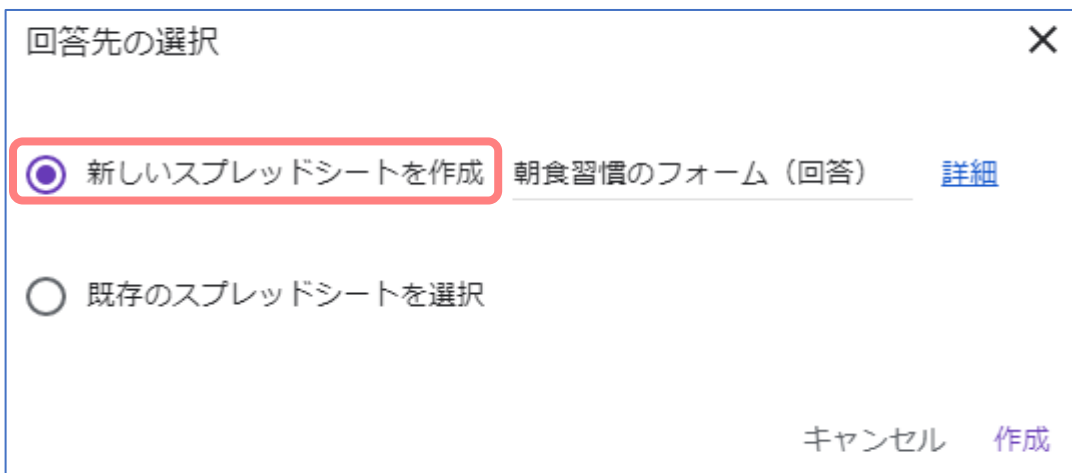 回答先の選択
新しいスプレッドシートを作成 朝食習慣のフォーム（回答） 詳細
既存のスプレッドシートを選択
キャンセル 作成